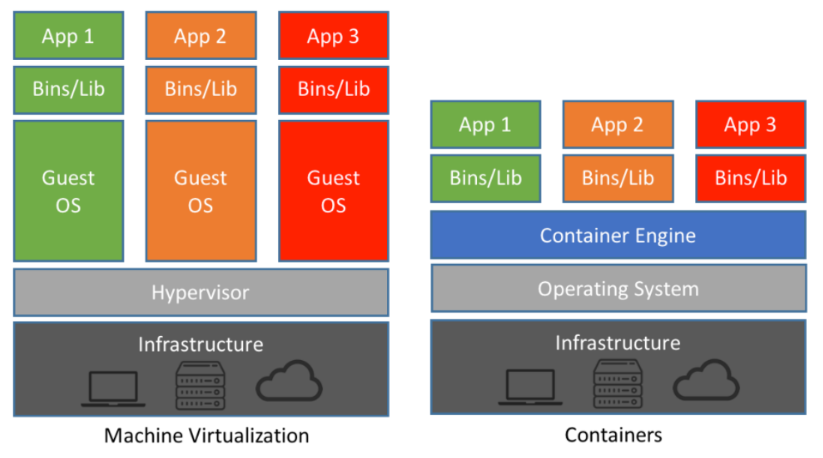 App 1
App 2
App 3
Bins/Lib
Bins/Lib
Bins/Lib
Guest
OS
Guest
OS
Guest
OS
Hypervisor
Infrastructure
Machine Virtualization
App 1
App 2
App 3
Bins/Lib
Bins/Lib
Bins/Lib
Container Engine
Operating System
Infrastructure
Containers